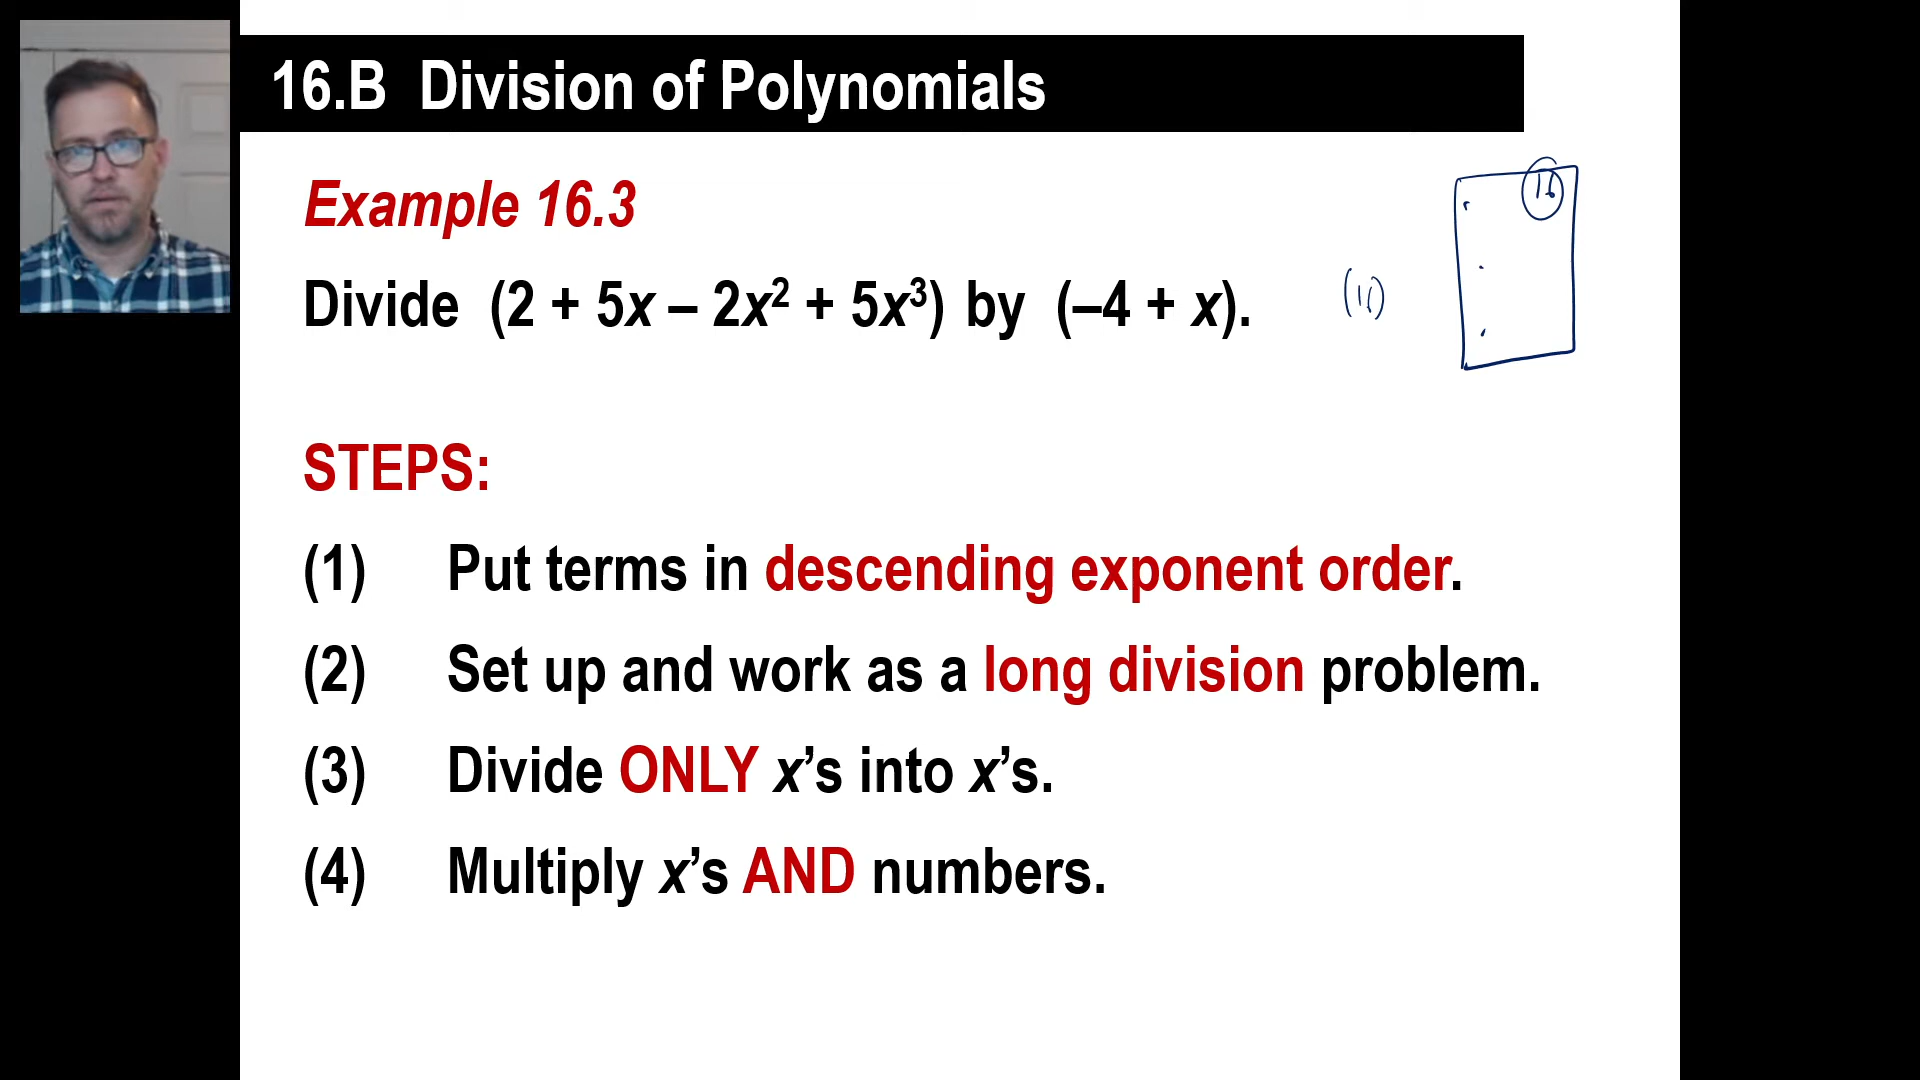 16.B Division of Polynomials
Example 16.3
16
Divide (2 + 5x – 2x² + 5x³) by (–4 + x).
STEPS:
(1) Put terms in descending exponent order.
(2) Set up and work as a long division problem.
(3) Divide ONLY x’s into x’s.
(4) Multiply x’s AND numbers.